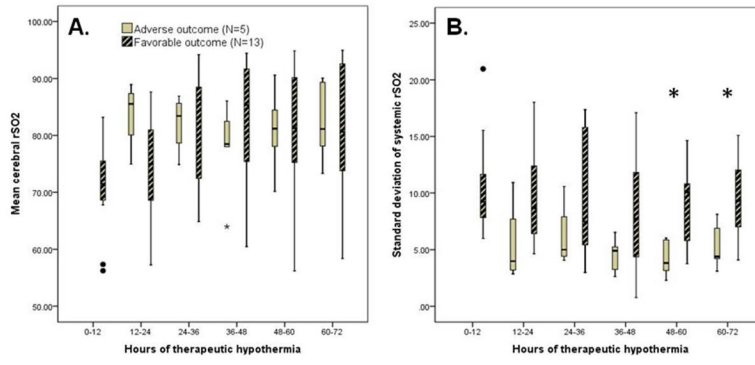 A.
Adverse outcome (N=5)
Favorable outcome (N=13)
Mean cerebral rSO2
100.00
90.00
80.00
70.00
60.00
50.00
0-12 12-24 24-36 36-48 48-60 60-72
Hours of therapeutic hypothermia
*
B.
Standard deviation of systemic rSO2
25.00
20.00
15.00
10.00
5.00
.00
* *
0-12 12-24 24-36 36-48 48-60 60-72
Hours of therapeutic hypothermia